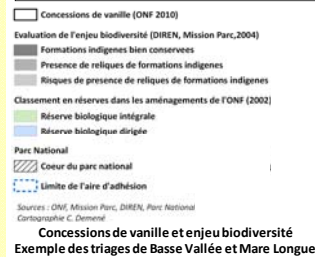 Concessions de vanille (ONF 2010)
Evaluation de l'enjeu biodiversité (DIREN, Mission Parc,2004)
Formations indigenes bien conservees
Presence de reliques de formations indigenes
Risques de presence de reliques de formations indigenes
Classement en réserves dans les aménagements de l'ONF (2002)
Réserve biologique intégrale
Réserve biologique dirigée
Parc National
Coeur du parc national
Limite de l'aire d'adhésion
Sources : ONF, Mission Parc, DIREN, Parc National
Cartographie C. Demené
Concessions de vanille et enjeu biodiversité
Exemple des triages de Basse Vallée et Mare Longue